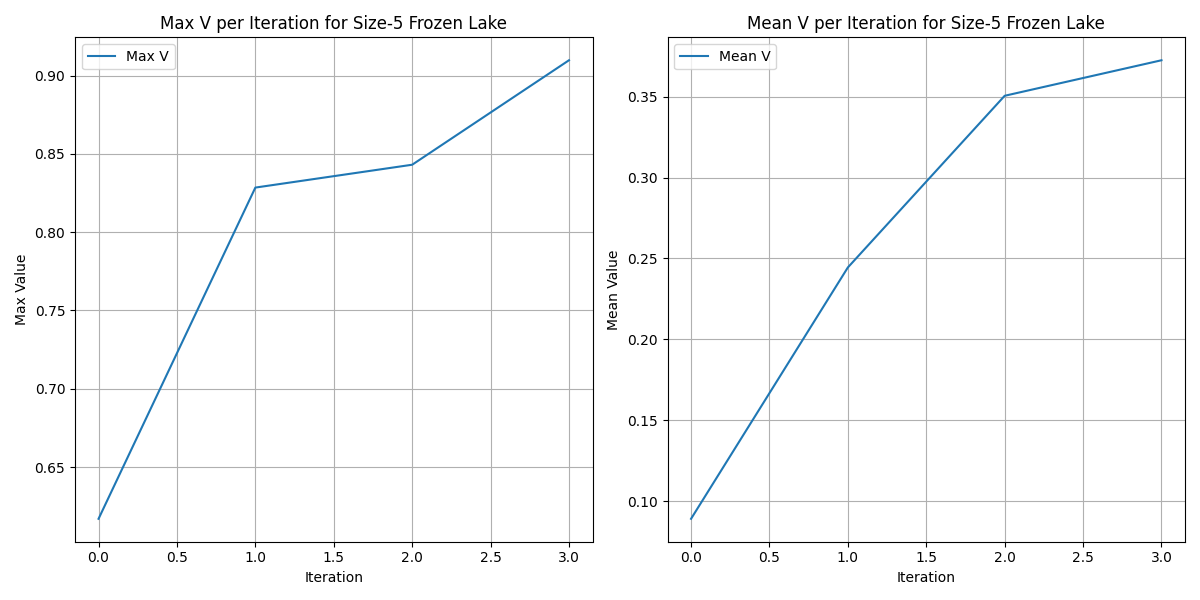 Max V per Iteration for Size-5 Frozen Lake
Max V
0.90
0.85
0.80
0.75
0.70
0.65
Max Value
0.0 0.5 1.0 1.5 2.0 2.5 3.0
Iteration
Mean V per Iteration for Size-5 Frozen Lake
Mean V
0.35
0.30
0.25
0.20
0.15
0.10
Mean Value
0.0 0.5 1.0 1.5 2.0 2.5 3.0
Iteration